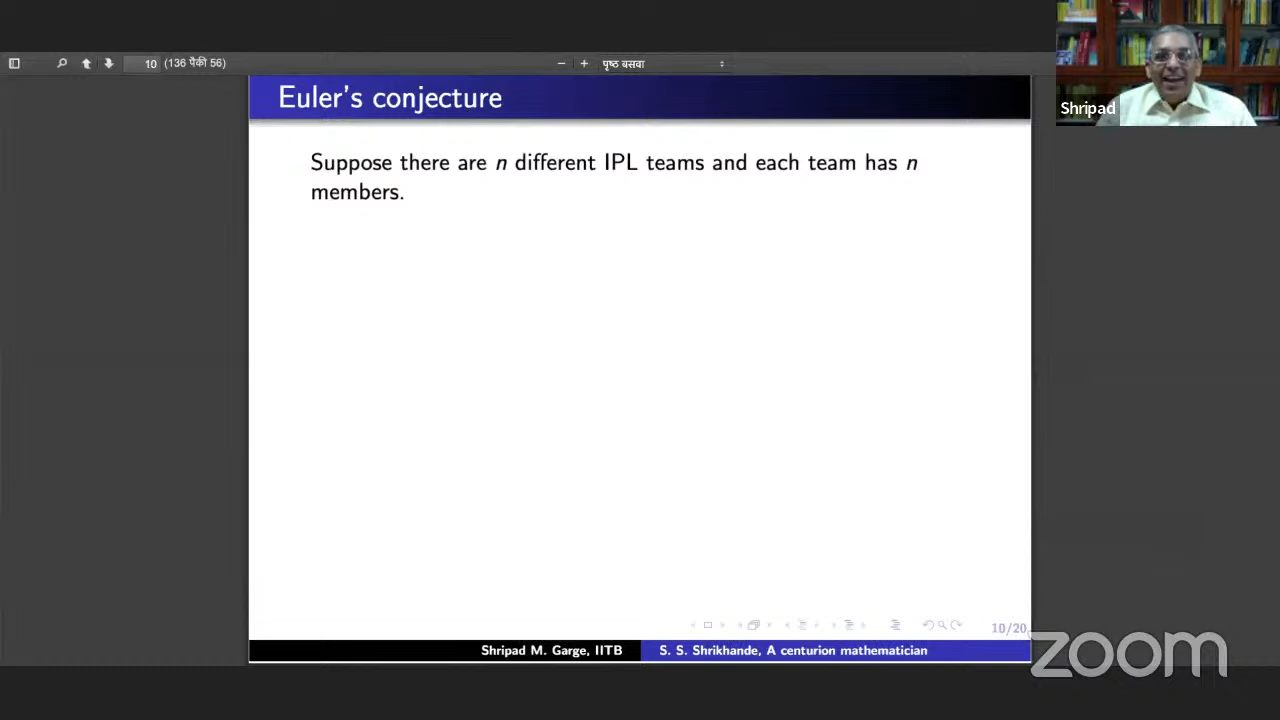 10 (136 पैकी 56)
− + पृष्ठ बसवा
Shripad
Euler's conjecture
Suppose there are n different IPL teams and each team has n
members.
10/20
Shripad M. Garge, IITB S. S. Shrikhande, A centurion mathematician
zoom